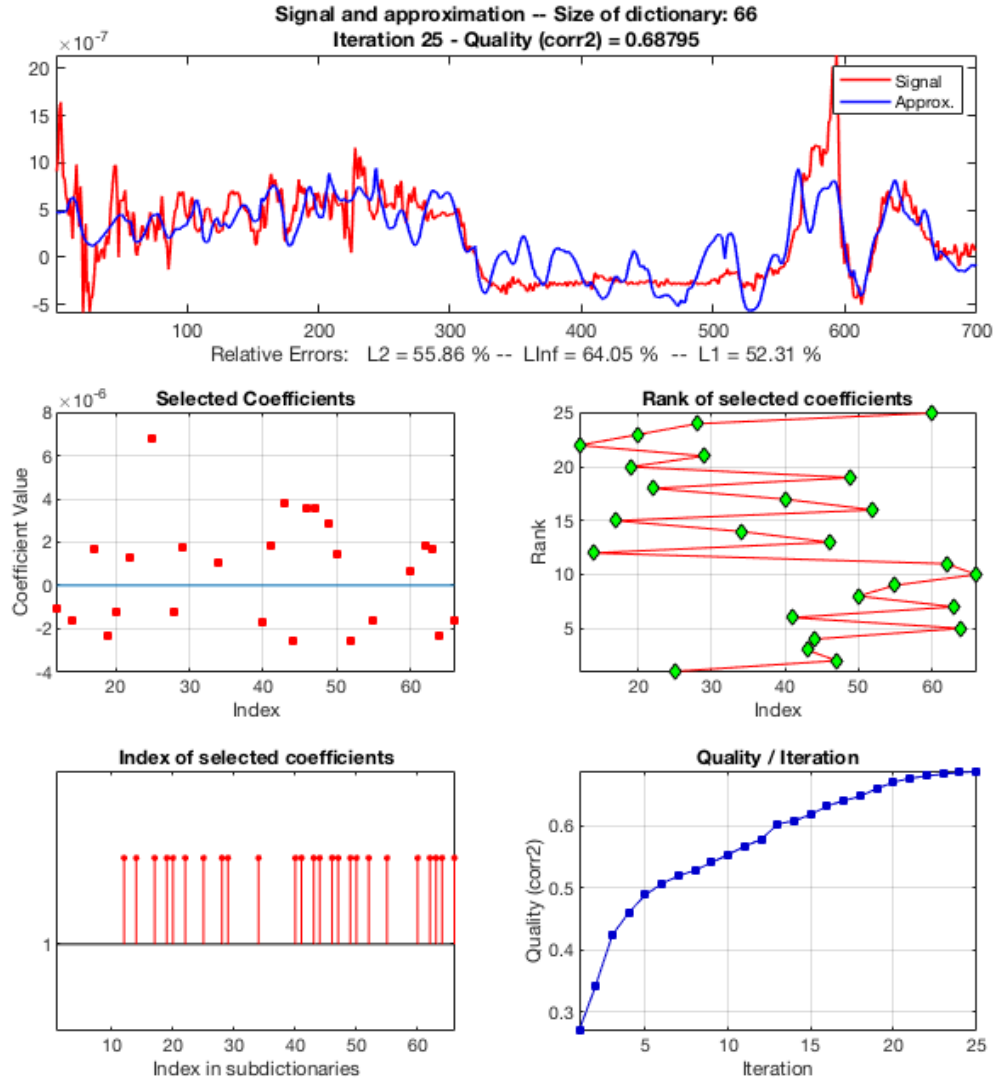 Signal and approximation -- Size of dictionary: 66
Iteration 25 - Quality (corr2) = 0.68795
×10⁻⁷
20
15
10
5
0
-5
Signal
Approx.
100 200 300 400 500 600 700
Relative Errors: L2 = 55.86 % -- LInf = 64.05 % -- L1 = 52.31 %
Selected Coefficients
×10⁻⁶
Coefficient Value
8
6
4
2
0
-2
-4
20 30 40 50 60
Index
Rank of selected coefficients
Rank
25
20
15
10
5
20 30 40 50 60
Index
Index of selected coefficients
1
10 20 30 40 50 60
Index in subdictionaries
Quality / Iteration
Quality (corr2)
0.6
0.5
0.4
0.3
5 10 15 20 25
Iteration